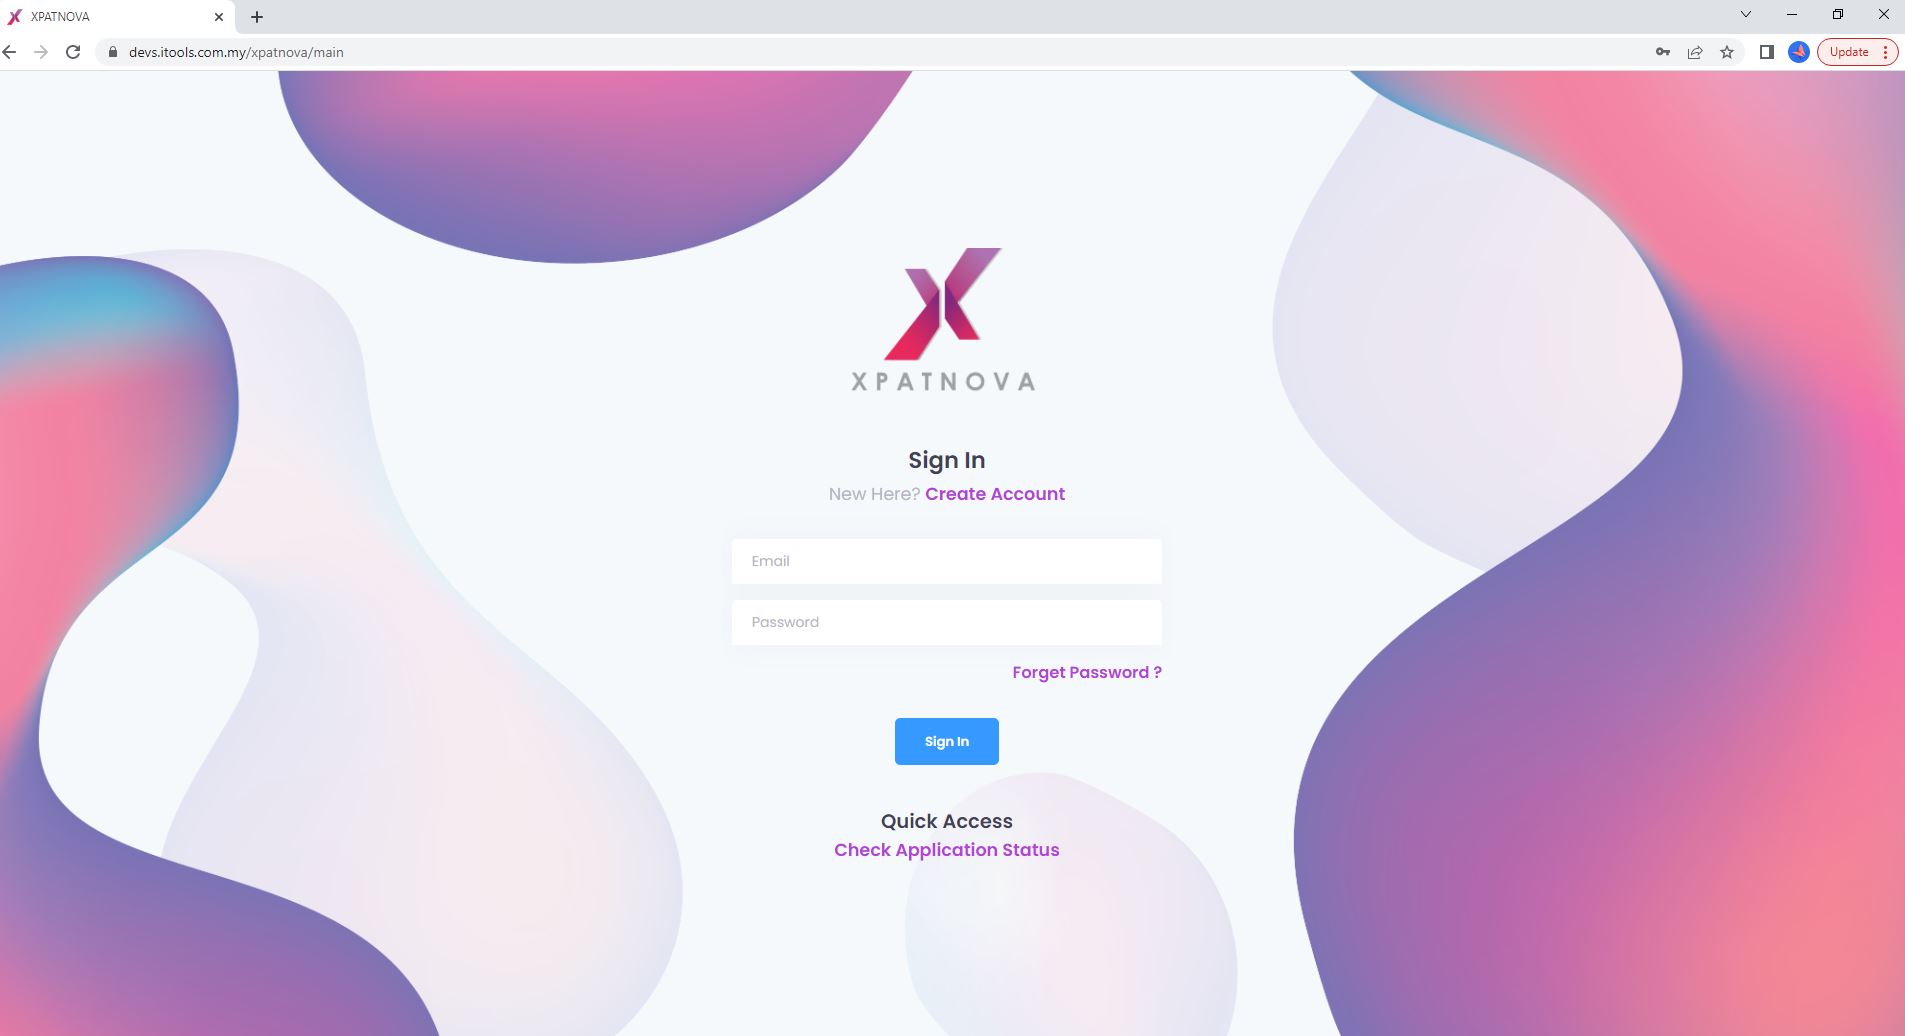 XPATNOVA
devs.itools.com.my/xpatnova/main
Update
XPATNOVA
Sign In
New Here? Create Account
Email
Password
Forget Password ?
Sign In
Quick Access
Check Application Status